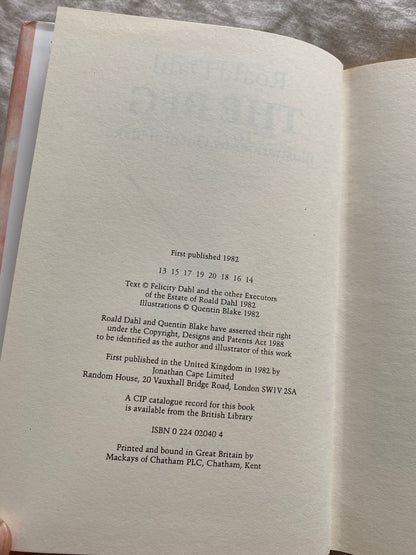 First published 1982
13 15 17 19 20 18 16 14
Text © Felicity Dahl and the other Executors
of the Estate of Roald Dahl 1982
Illustrations © Quentin Blake 1982
Roald Dahl and Quentin Blake have asserted their right
under the Copyright, Designs and Patents Act 1988
to be identified as the author and illustrator of this work
First published in the United Kingdom in 1982 by
Jonathan Cape Limited
Random House, 20 Vauxhall Bridge Road, London SW1V 2SA
A CIP catalogue record for this book
is available from the British Library
ISBN 0 224 02040 4
Printed and bound in Great Britain by
Mackays of Chatham PLC, Chatham, Kent